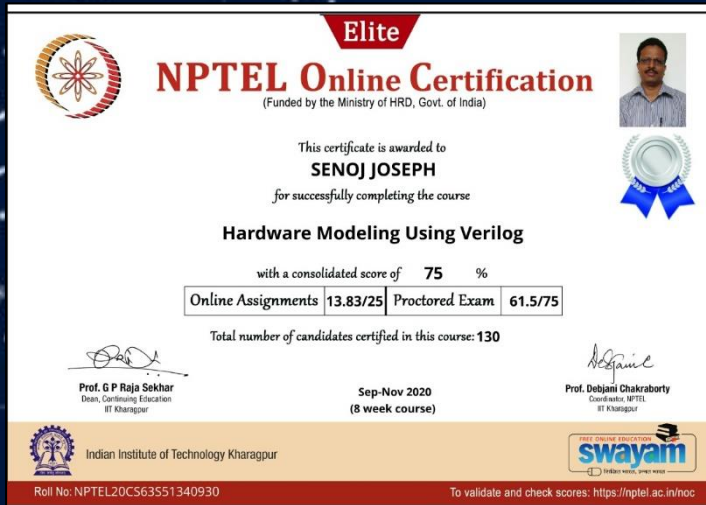 Elite
NPTEL Online Certification
(Funded by the Ministry of HRD, Govt. of India)
This certificate is awarded to
SENOJ JOSEPH
for successfully completing the course
Hardware Modeling Using Verilog
with a consolidated score of 75 %
Online Assignments 13.83/25 Proctored Exam 61.5/75
Total number of candidates certified in this course: 130
Prof. G P Raja Sekhar
Dean, Continuing Education
IIT Kharagpur
Sep-Nov 2020
(8 week course)
Prof. Debjani Chakraborty
Coordinator, NPTEL
IIT Kharagpur
Indian Institute of Technology Kharagpur
FREE ONLINE EDUCATION
swayam
शिक्षित भारत, उन्नत भारत
Roll No: NPTEL20CS63S51340930
To validate and check scores: https://nptel.ac.in/noc